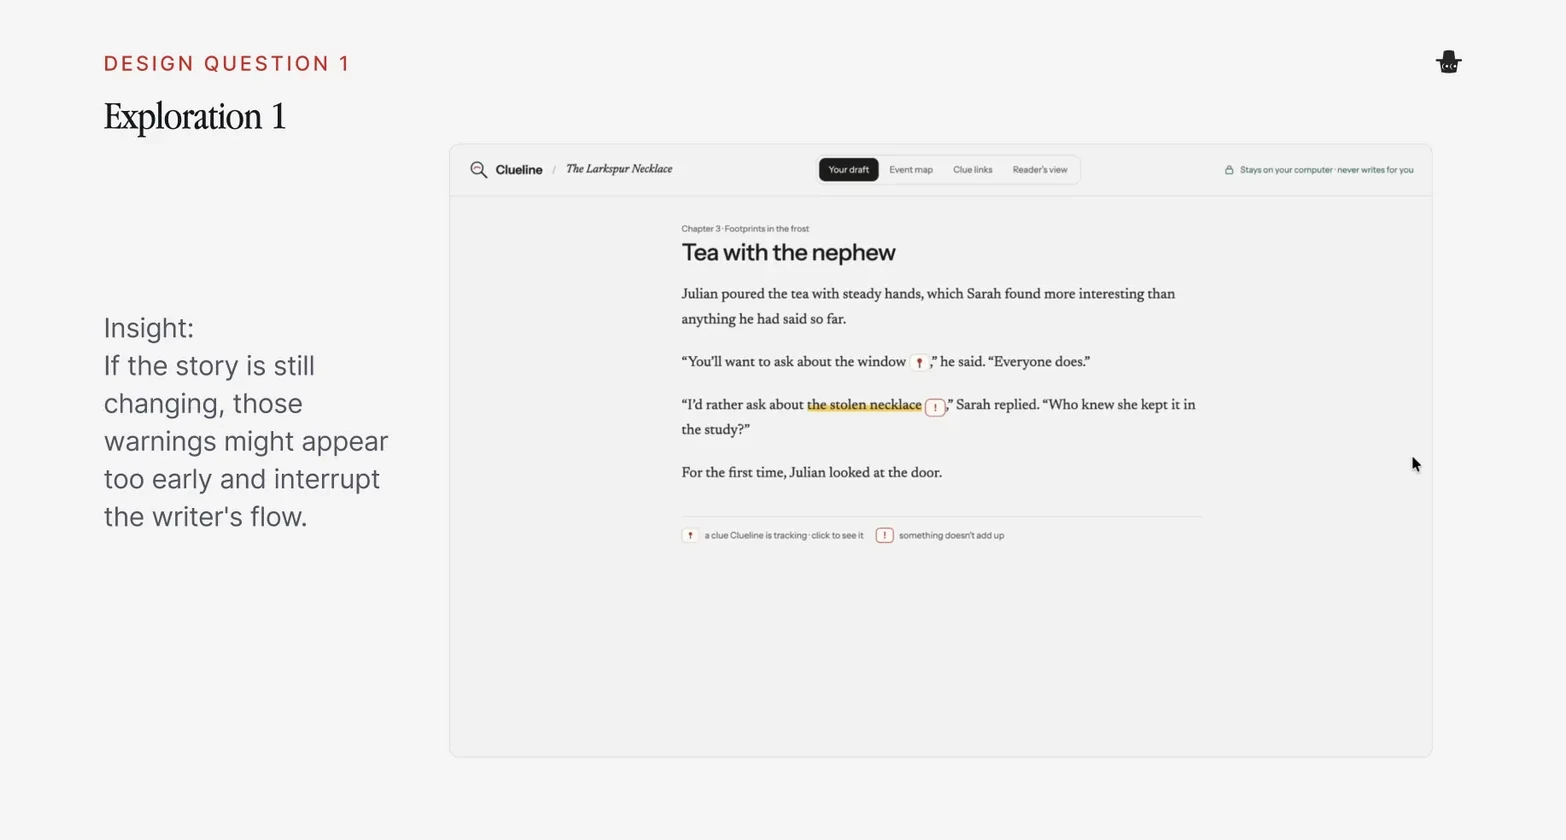 DESIGN QUESTION 1
Exploration 1
Insight:
If the story is still
changing, those
warnings might appear
too early and interrupt
the writer's flow.
Clueline / The Larkspur Necklace
Your draft Event map Clue links Reader's view
Stays on your computer · never writes for you
Chapter 3 · Footprints in the frost
Tea with the nephew
Julian poured the tea with steady hands, which Sarah found more interesting than
anything he had said so far.
“You’ll want to ask about the window ,” he said. “Everyone does.”
“I’d rather ask about the stolen necklace ! ,” Sarah replied. “Who knew she kept it in
the study?”
For the first time, Julian looked at the door.
a clue Clueline is tracking · click to see it ! something doesn’t add up